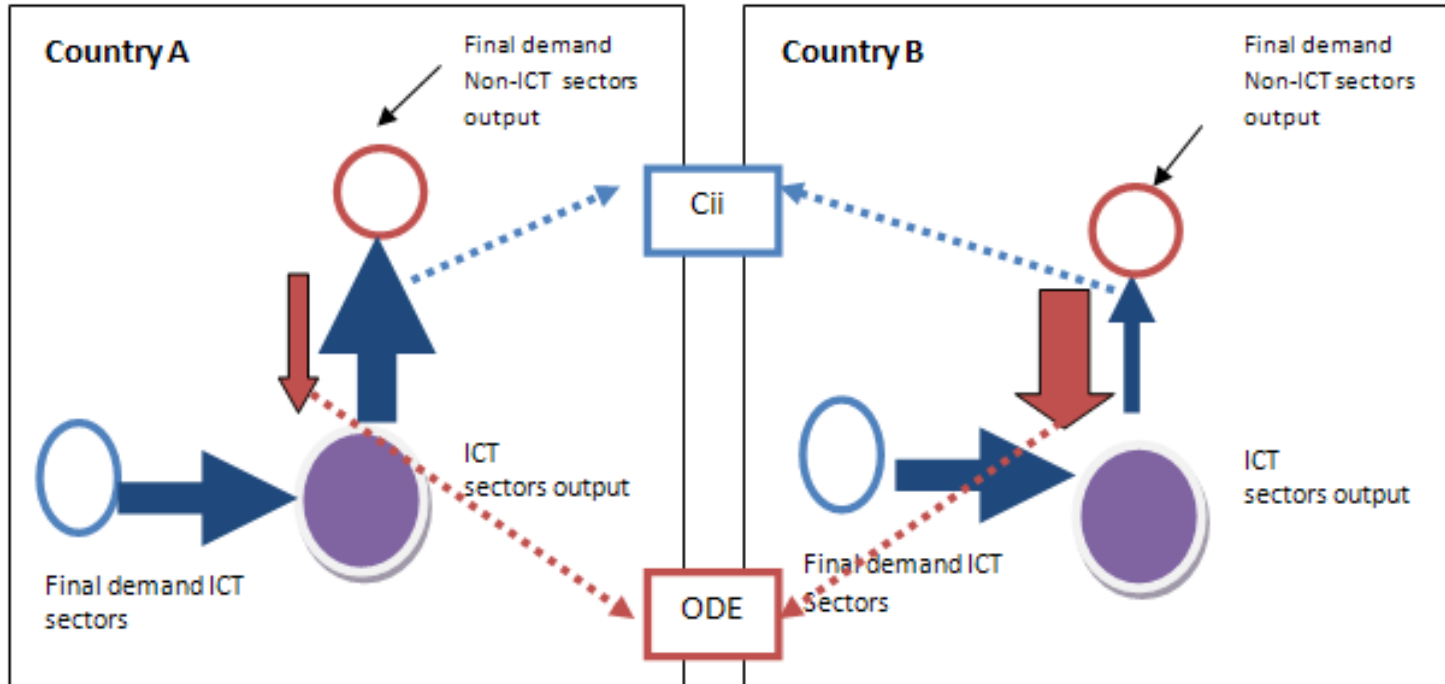 Country A
Final demand
Non-ICT sectors
output
Country B
Final demand
Non-ICT sectors
output
Cii
ICT
sectors output
ICT
sectors output
Final demand ICT
sectors
Final demand ICT
Sectors
ODE